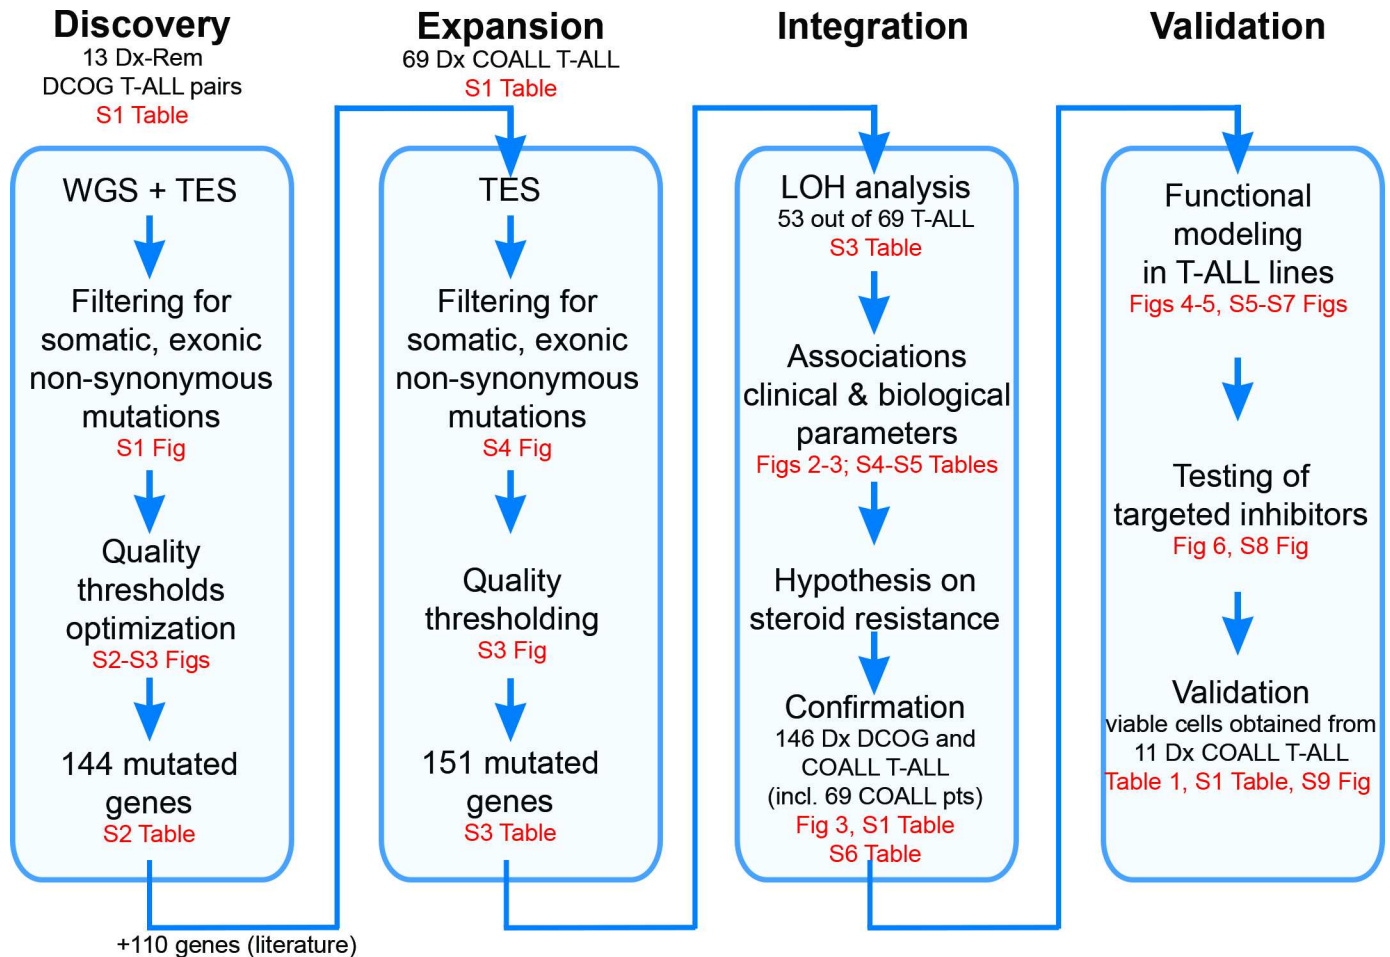 Discovery
13 Dx-Rem
DCOG T-ALL pairs
S1 Table
WGS + TES
Filtering for
somatic, exonic
non-synonymous
mutations
S1 Fig
Quality
thresholds
optimization
S2-S3 Figs
144 mutated
genes
S2 Table
+110 genes (literature)
Expansion
69 Dx COALL T-ALL
S1 Table
TES
Filtering for
somatic, exonic
non-synonymous
mutations
S4 Fig
Quality
thresholding
S3 Fig
151 mutated
genes
S3 Table
Integration
LOH analysis
53 out of 69 T-ALL
S3 Table
Associations
clinical & biological
parameters
Figs 2-3; S4-S5 Tables
Hypothesis on
steroid resistance
Confirmation
146 Dx DCOG and
COALL T-ALL
(incl. 69 COALL pts)
Fig 3, S1 Table
S6 Table
Validation
Functional
modeling
in T-ALL lines
Figs 4-5, S5-S7 Figs
Testing of
targeted inhibitors
Fig 6, S8 Fig
Validation
viable cells obtained from
11 Dx COALL T-ALL
Table 1, S1 Table, S9 Fig